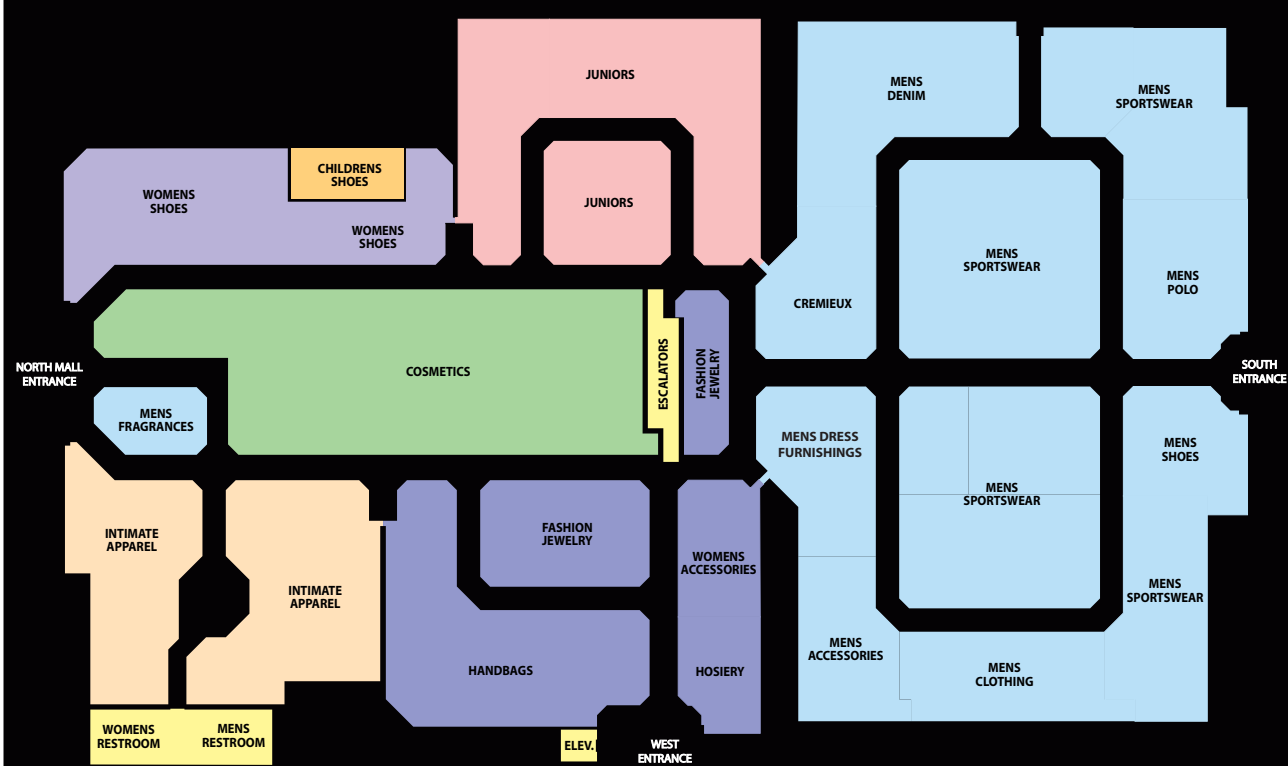 JUNIORS
MENS
DENIM
MENS
SPORTSWEAR
CHILDRENS
SHOES
WOMENS
SHOES
JUNIORS
WOMENS
SHOES
MENS
SPORTSWEAR
MENS
POLO
CREMIEUX
NORTH MALL
ENTRANCE
COSMETICS
ESCALATORS
FASHION
JEWELRY
SOUTH
ENTRANCE
MENS
FRAGRANCES
MENS DRESS
FURNISHINGS
MENS
SHOES
MENS
SPORTSWEAR
INTIMATE
APPAREL
FASHION
JEWELRY
WOMENS
ACCESSORIES
INTIMATE
APPAREL
MENS
SPORTSWEAR
MENS
ACCESSORIES
HANDBAGS
HOSIERY
MENS
CLOTHING
WOMENS
RESTROOM
MENS
RESTROOM
ELEV.
WEST
ENTRANCE